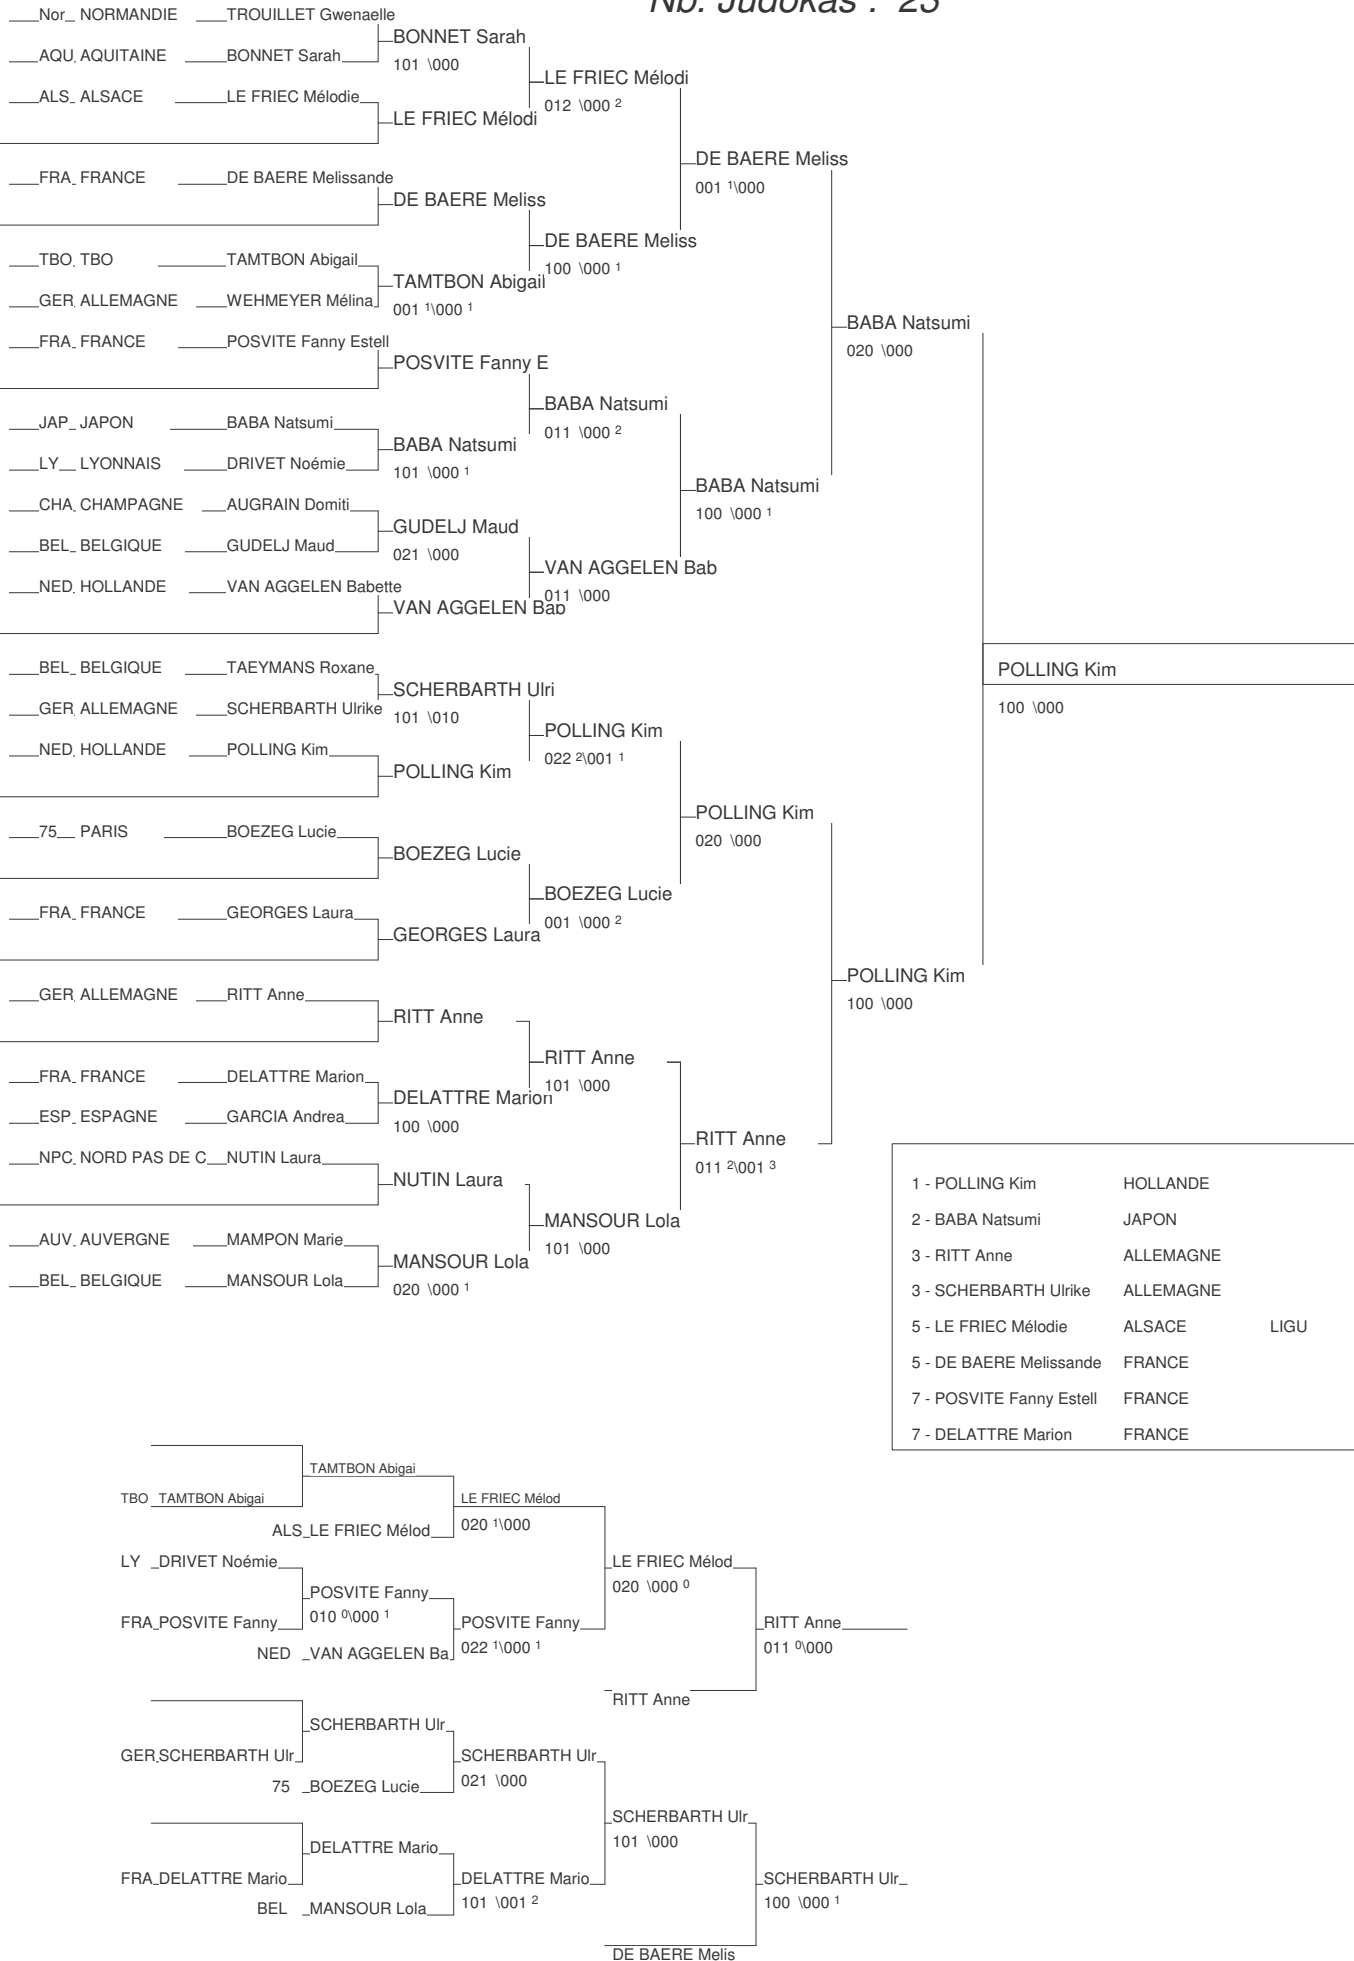 Nb. Judokas : 23
Nor NORMANDIE TROUILLET Gwenaelle
BONNET Sarah
AQU AQUITAINE BONNET Sarah
101 \000
LE FRIEC Mélodi
ALS ALSACE LE FRIEC Mélodie
012 \000 2
LE FRIEC Mélodi
DE BAERE Meliss
FRA FRANCE DE BAERE Melissande
001 1\000
DE BAERE Meliss
DE BAERE Meliss
TBO TBO TAMTBON Abigail
100 \000 1
TAMTBON Abigail
GER ALLEMAGNE WEHMEYER Mélina
001 1\000 1
BABA Natsumi
FRA FRANCE POSVITE Fanny Estell
020 \000
POSVITE Fanny E
BABA Natsumi
JAP JAPON BABA Natsumi
011 \000 2
BABA Natsumi
LY LYONNAIS DRIVET Noémie
101 \000 1
BABA Natsumi
CHA CHAMPAGNE AUGRAIN Domiti
100 \000 1
GUDELJ Maud
BEL BELGIQUE GUDELJ Maud
021 \000
VAN AGGELEN Bab
NED HOLLANDE VAN AGGELEN Babette
011 \000
VAN AGGELEN Bab
BEL BELGIQUE TAEYMANS Roxane
POLLING Kim
SCHERBARTH Ulri
GER ALLEMAGNE SCHERBARTH Ulrike
100 \000
101 \010
POLLING Kim
NED HOLLANDE POLLING Kim
022 2\001 1
POLLING Kim
POLLING Kim
75 PARIS BOEZEG Lucie
020 \000
BOEZEG Lucie
BOEZEG Lucie
FRA FRANCE GEORGES Laura
001 \000 2
GEORGES Laura
POLLING Kim
GER ALLEMAGNE RITT Anne
100 \000
RITT Anne
RITT Anne
FRA FRANCE DELATTRE Marion
101 \000
DELATTRE Marion
ESP ESPAGNE GARCIA Andrea
100 \000
RITT Anne
NPC NORD PAS DE C NUTIN Laura
011 2\001 3
NUTIN Laura
MANSOUR Lola
AUV AUVERGNE MAMPON Marie
101 \000
MANSOUR Lola
BEL BELGIQUE MANSOUR Lola
020 \000 1
1 - POLLING Kim HOLLANDE
2 - BABA Natsumi JAPON
3 - RITT Anne ALLEMAGNE
3 - SCHERBARTH Ulrike ALLEMAGNE
5 - LE FRIEC Mélodie ALSACE LIGU
5 - DE BAERE Melissande FRANCE
7 - POSVITE Fanny Estell FRANCE
7 - DELATTRE Marion FRANCE
TAMTBON Abigai
TBO TAMTBON Abigai
LE FRIEC Mélod
020 1\000
ALS LE FRIEC Mélod
LY DRIVET Noémie
LE FRIEC Mélod
020 \000 0
POSVITE Fanny
010 0\000 1
FRA POSVITE Fanny
POSVITE Fanny
RITT Anne
022 1\000 1
011 0\000
NED VAN AGGELEN Ba
RITT Anne
SCHERBARTH Ulr
GER SCHERBARTH Ulr
SCHERBARTH Ulr
021 \000
75 BOEZEG Lucie
SCHERBARTH Ulr
101 \000
DELATTRE Mario
FRA DELATTRE Mario
DELATTRE Mario
SCHERBARTH Ulr
101 \001 2
100 \000 1
BEL MANSOUR Lola
DE BAERE Melis